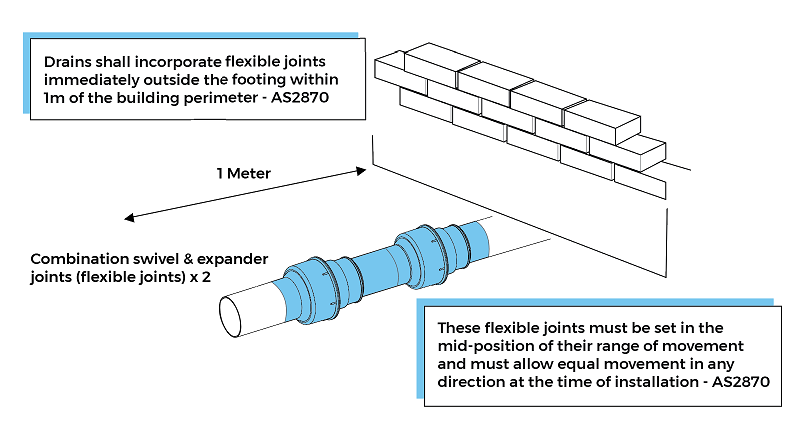 Drains shall incorporate flexible joints
immediately outside the footing within
1m of the building perimeter - AS2870
1 Meter
Combination swivel & expander
joints (flexible joints) x 2
These flexible joints must be set in the
mid-position of their range of movement
and must allow equal movement in any
direction at the time of installation - AS2870